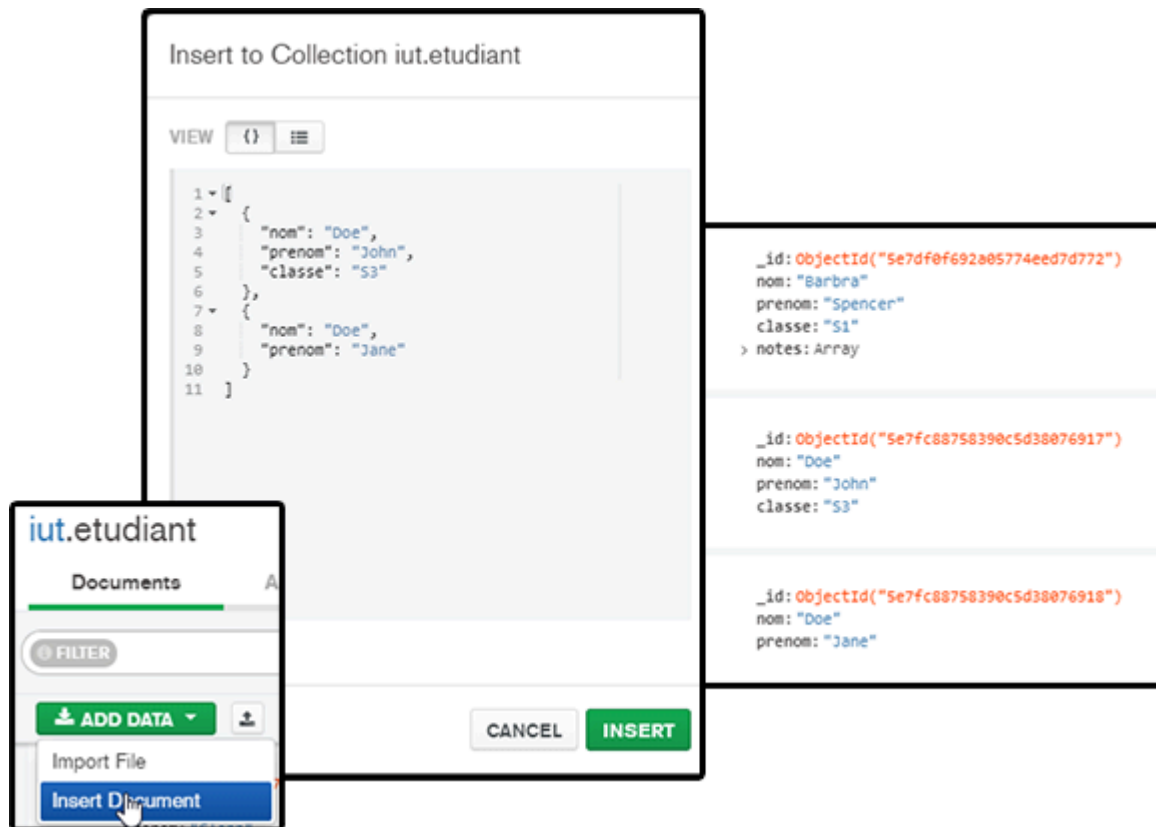 Insert to Collection iut.etudiant
VIEW {}
1 [
2 {
3 "nom": "Doe",
4 "prenom": "John",
5 "classe": "S3"
6 },
7 {
8 "nom": "Doe",
9 "prenom": "Jane"
10 }
11 ]
CANCEL INSERT
iut.etudiant
Documents A
FILTER
ADD DATA
Import File
Insert Document
_id: ObjectId("5e7df0f692a05774eed7d772")
nom: "Barbra"
prenom: "Spencer"
classe: "S1"
> notes: Array
_id: ObjectId("5e7fc88758390c5d38076917")
nom: "Doe"
prenom: "John"
classe: "S3"
_id: ObjectId("5e7fc88758390c5d38076918")
nom: "Doe"
prenom: "Jane"